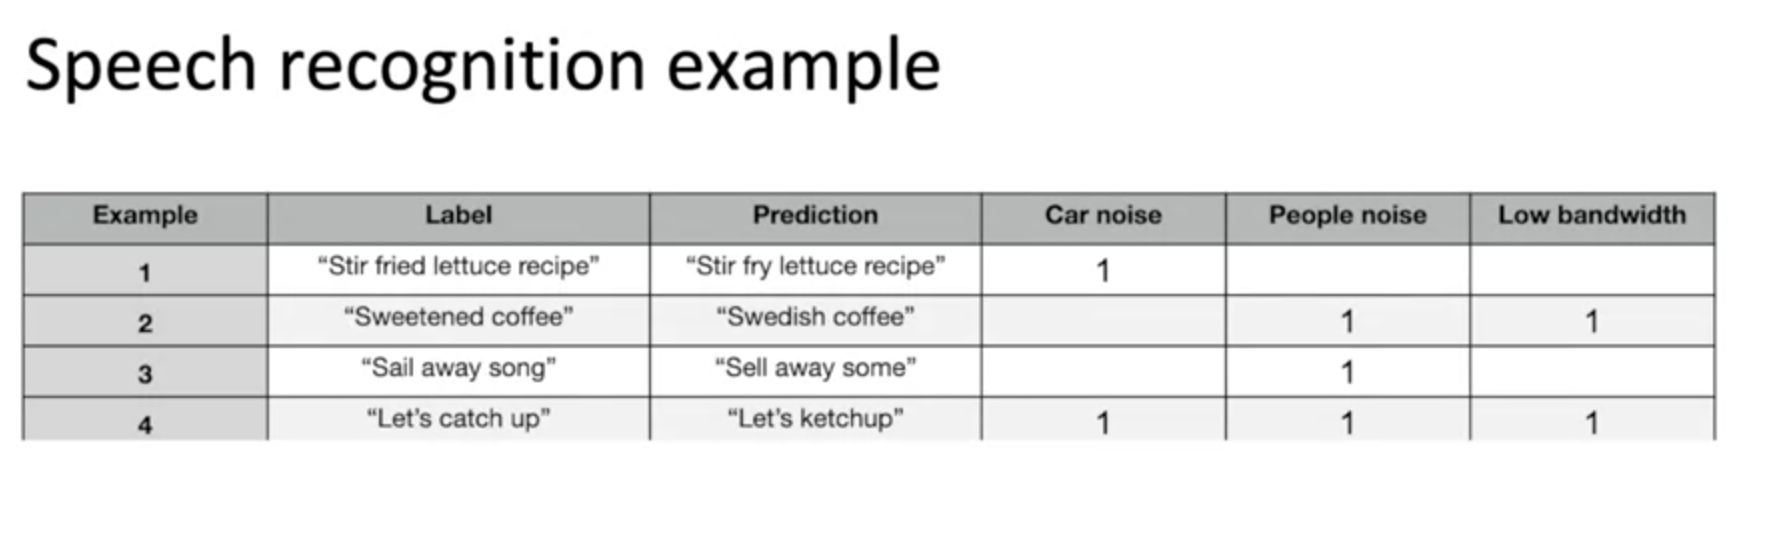 Speech recognition example
Example Label Prediction Car noise People noise Low bandwidth
1 “Stir fried lettuce recipe” “Stir fry lettuce recipe” 1
2 “Sweetened coffee” “Swedish coffee” 1 1
3 “Sail away song” “Sell away some” 1
4 “Let’s catch up” “Let’s ketchup” 1 1 1